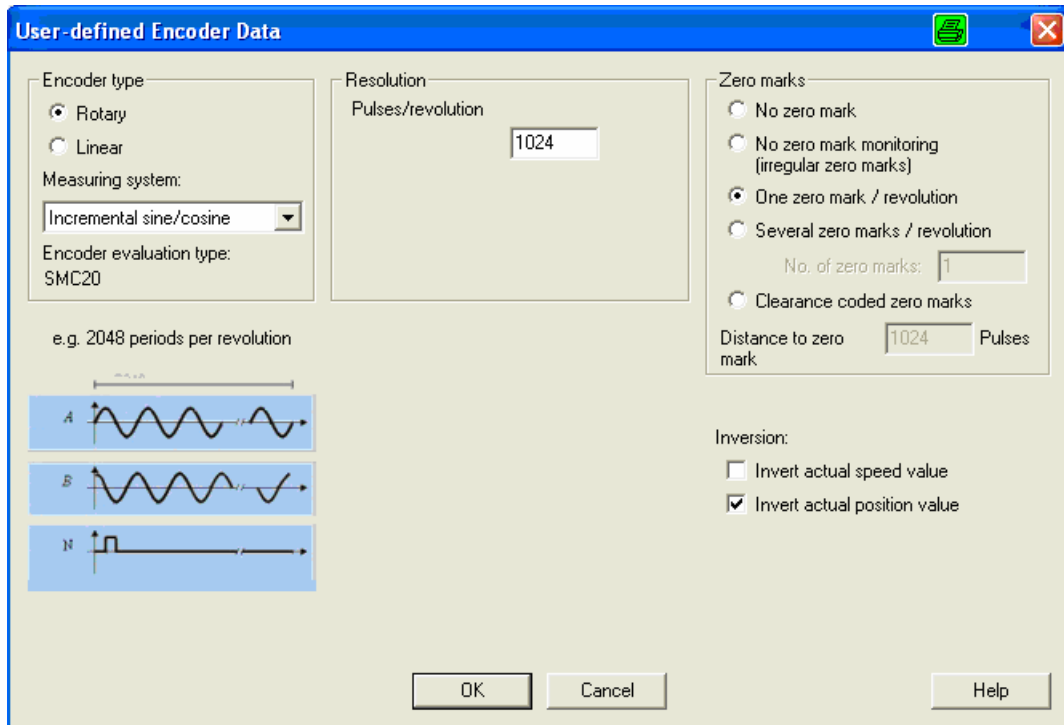 User-defined Encoder Data
Encoder type
Rotary
Linear
Measuring system:
Incremental sine/cosine
Encoder evaluation type:
SMC20
e.g. 2048 periods per revolution
A
B
N
Resolution
Pulses/revolution
1024
Zero marks
No zero mark
No zero mark monitoring
(irregular zero marks)
One zero mark / revolution
Several zero marks / revolution
No. of zero marks: 1
Clearance coded zero marks
Distance to zero 1024 Pulses
mark
Inversion:
Invert actual speed value
Invert actual position value
OK
Cancel
Help